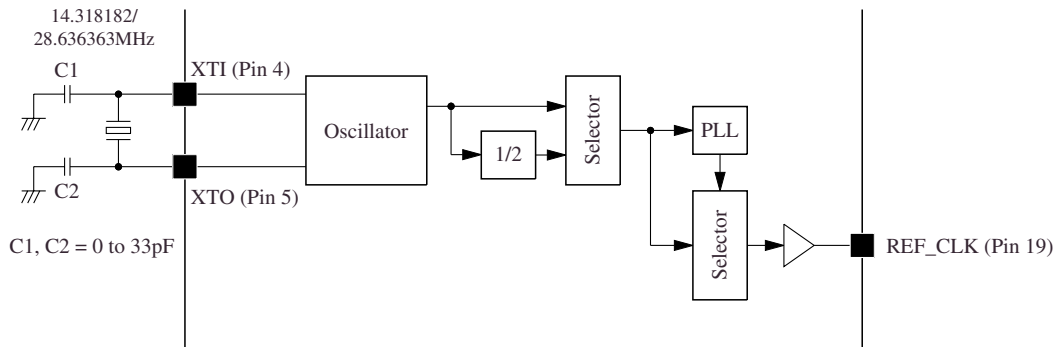 14.318182/
28.636363MHz
C1
XTI (Pin 4)
Oscillator
1/2
Selector
PLL
C2
XTO (Pin 5)
C1, C2 = 0 to 33pF
Selector
REF_CLK (Pin 19)